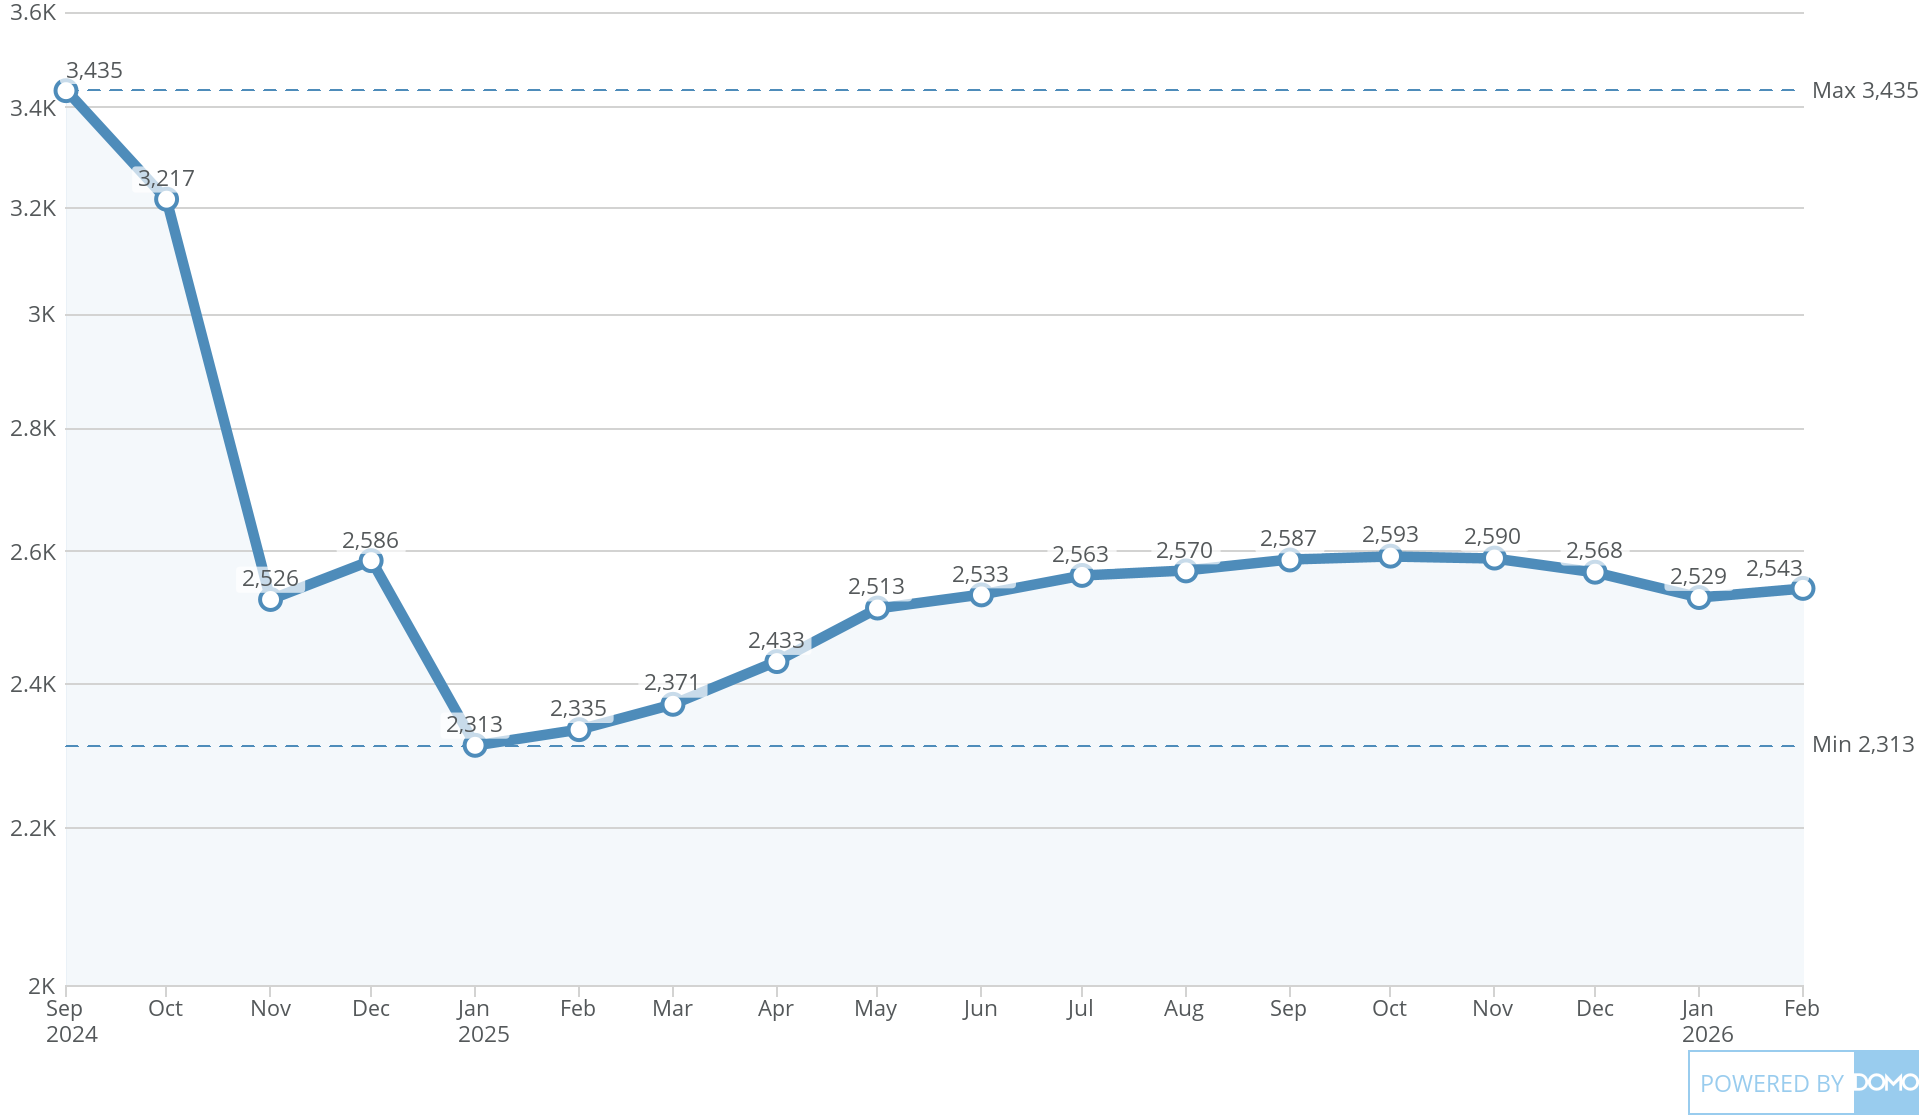 3.6K
3,435
Max 3,435
3.4K
3,217
3.2K
3K
2.8K
2.6K
2,526
2,586
2,313
2,335
2,371
2,433
2,513
2,533
2,563
2,570
2,587
2,593
2,590
2,568
2,529
2,543
2.4K
Min 2,313
2.2K
2K
Sep Oct Nov Dec Jan Feb Mar Apr May Jun Jul Aug Sep Oct Nov Dec Jan Feb
2024 2025 2026
POWERED BY DOMO